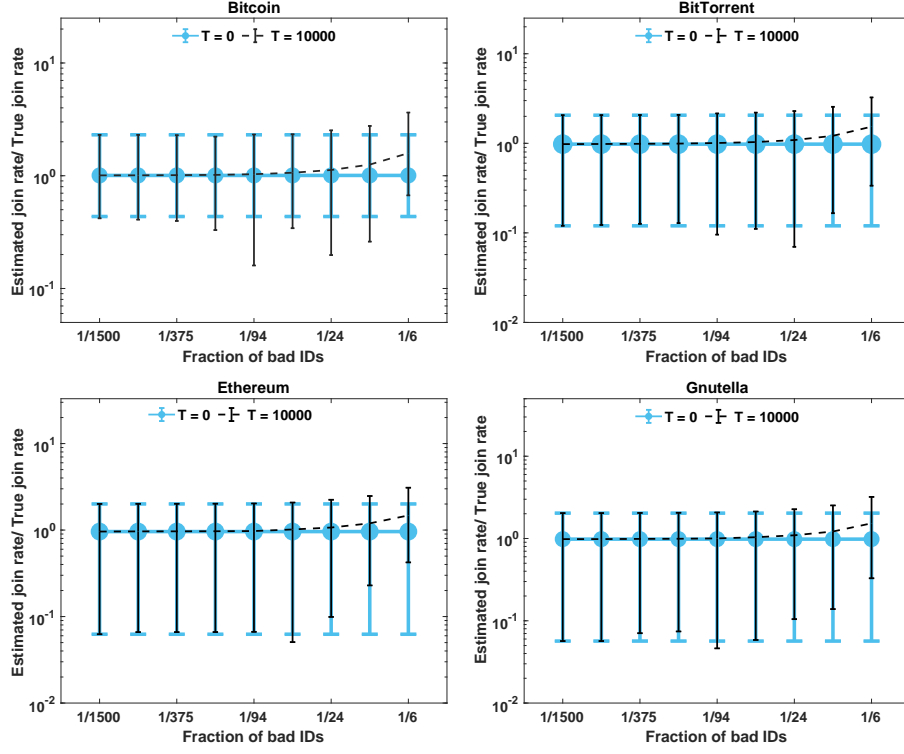 Bitcoin
T = 0 T = 10000
Estimated join rate/ True join rate
10^1
10^0
10^-1
1/1500 1/375 1/94 1/24 1/6
Fraction of bad IDs
BitTorrent
T = 0 T = 10000
Estimated join rate/ True join rate
10^1
10^0
10^-1
10^-2
1/1500 1/375 1/94 1/24 1/6
Fraction of bad IDs
Ethereum
T = 0 T = 10000
Estimated join rate/ True join rate
10^1
10^0
10^-1
10^-2
1/1500 1/375 1/94 1/24 1/6
Fraction of bad IDs
Gnutella
T = 0 T = 10000
Estimated join rate/ True join rate
10^1
10^0
10^-1
10^-2
1/1500 1/375 1/94 1/24 1/6
Fraction of bad IDs